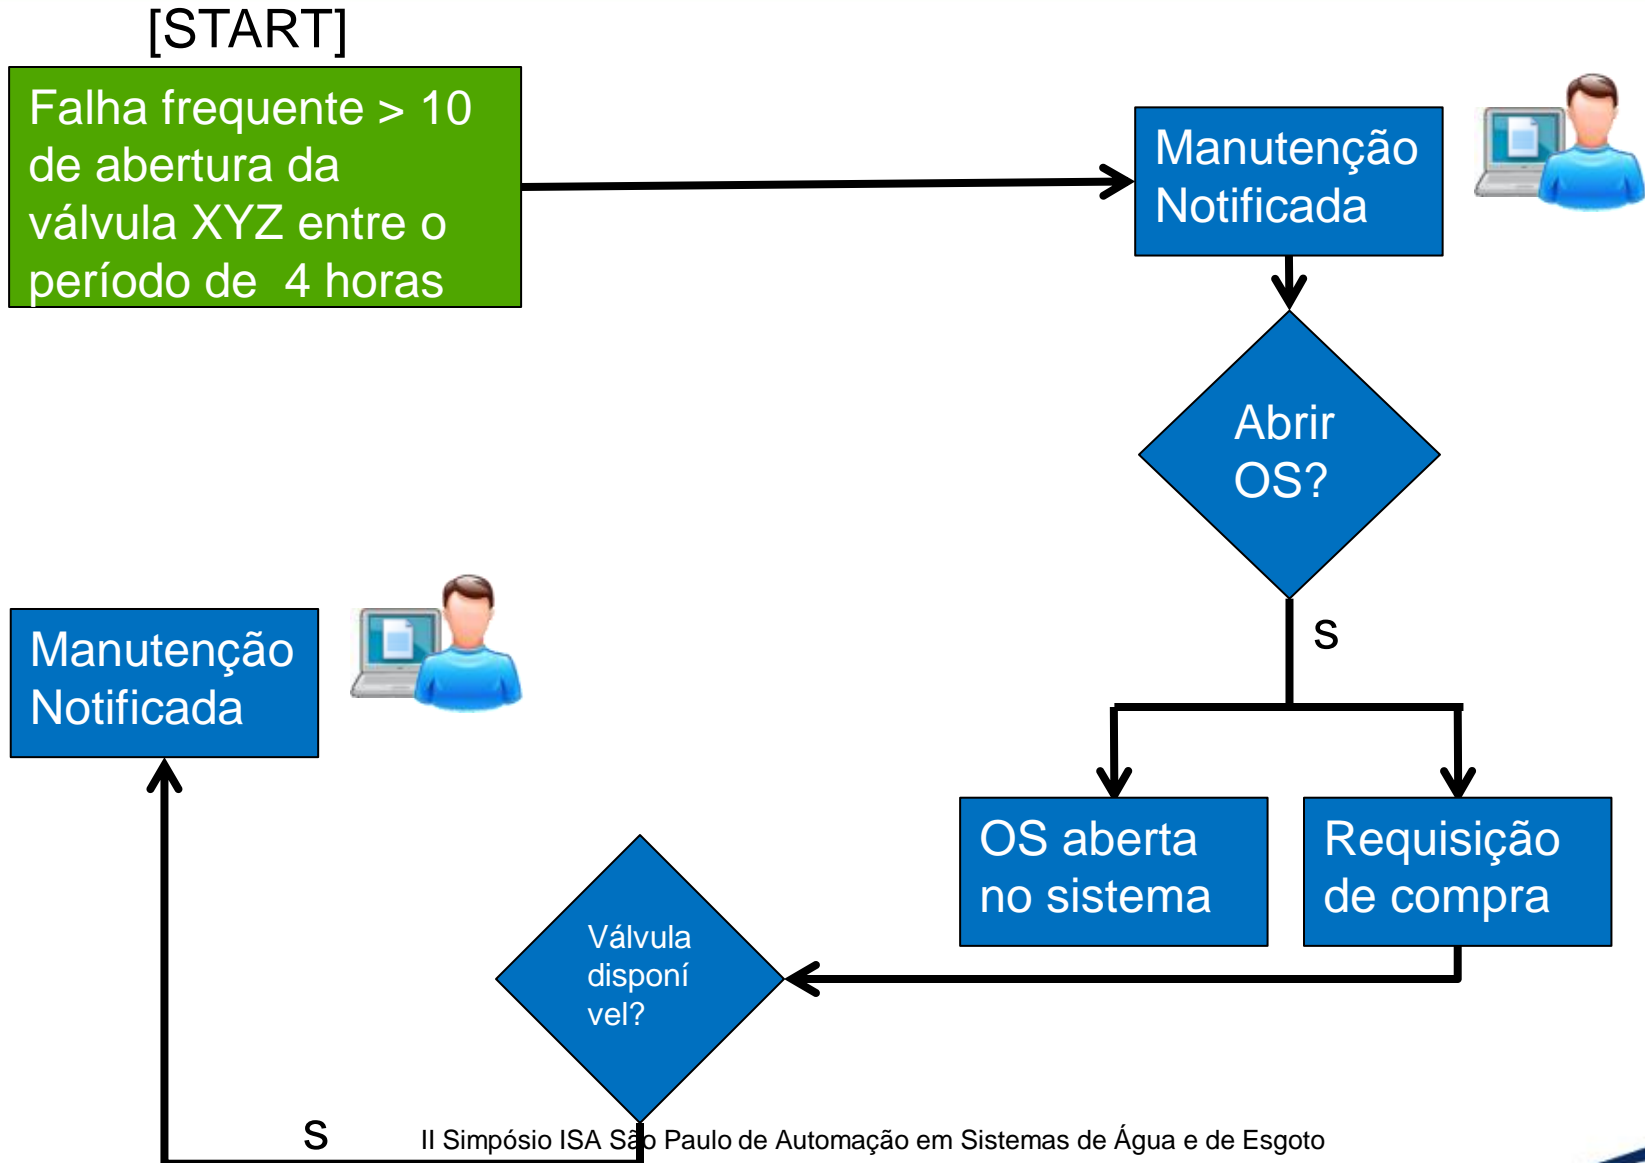 [START]
Falha frequente > 10
de abertura da
válvula XYZ entre o
período de 4 horas
Manutenção
Notificada
Abrir
OS?
s
Manutenção
Notificada
OS aberta
no sistema
Requisição
de compra
Válvula
disponí
vel?
s
II Simpósio ISA São Paulo de Automação em Sistemas de Água e de Esgoto